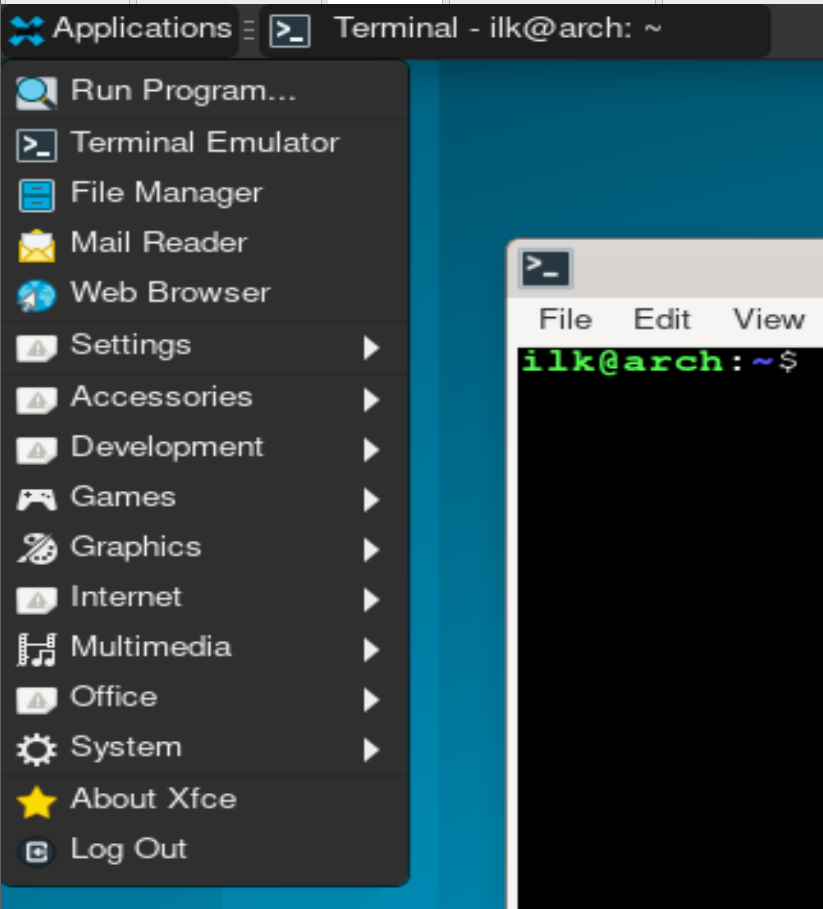 Applications
Terminal - ilk@arch: ~
Run Program...
Terminal Emulator
File Manager
Mail Reader
Web Browser
Settings
Accessories
Development
Games
Graphics
Internet
Multimedia
Office
System
About Xfce
Log Out
File Edit View
ilk@arch:~$